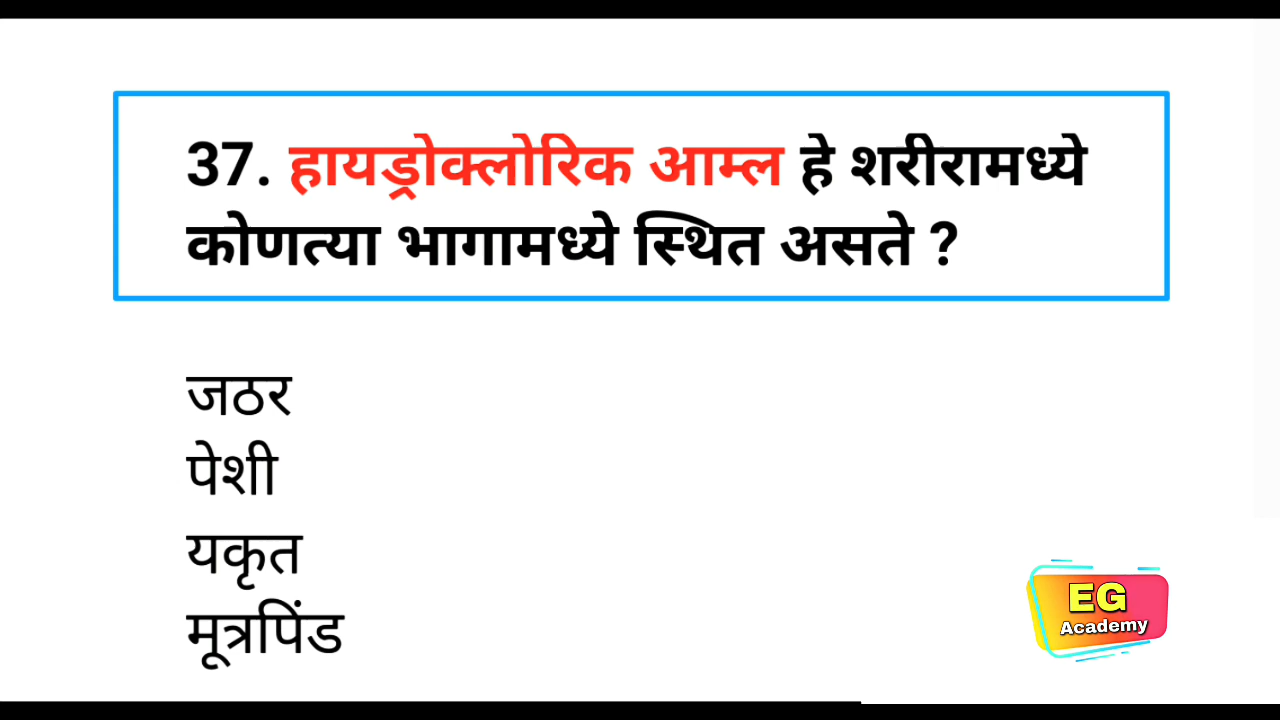 37. हायड्रोक्लोरिक आम्ल हे शरीरामध्ये
कोणत्या भागामध्ये स्थित असते ?
जठर
पेशी
यकृत
मूत्रपिंड
EG
Academy